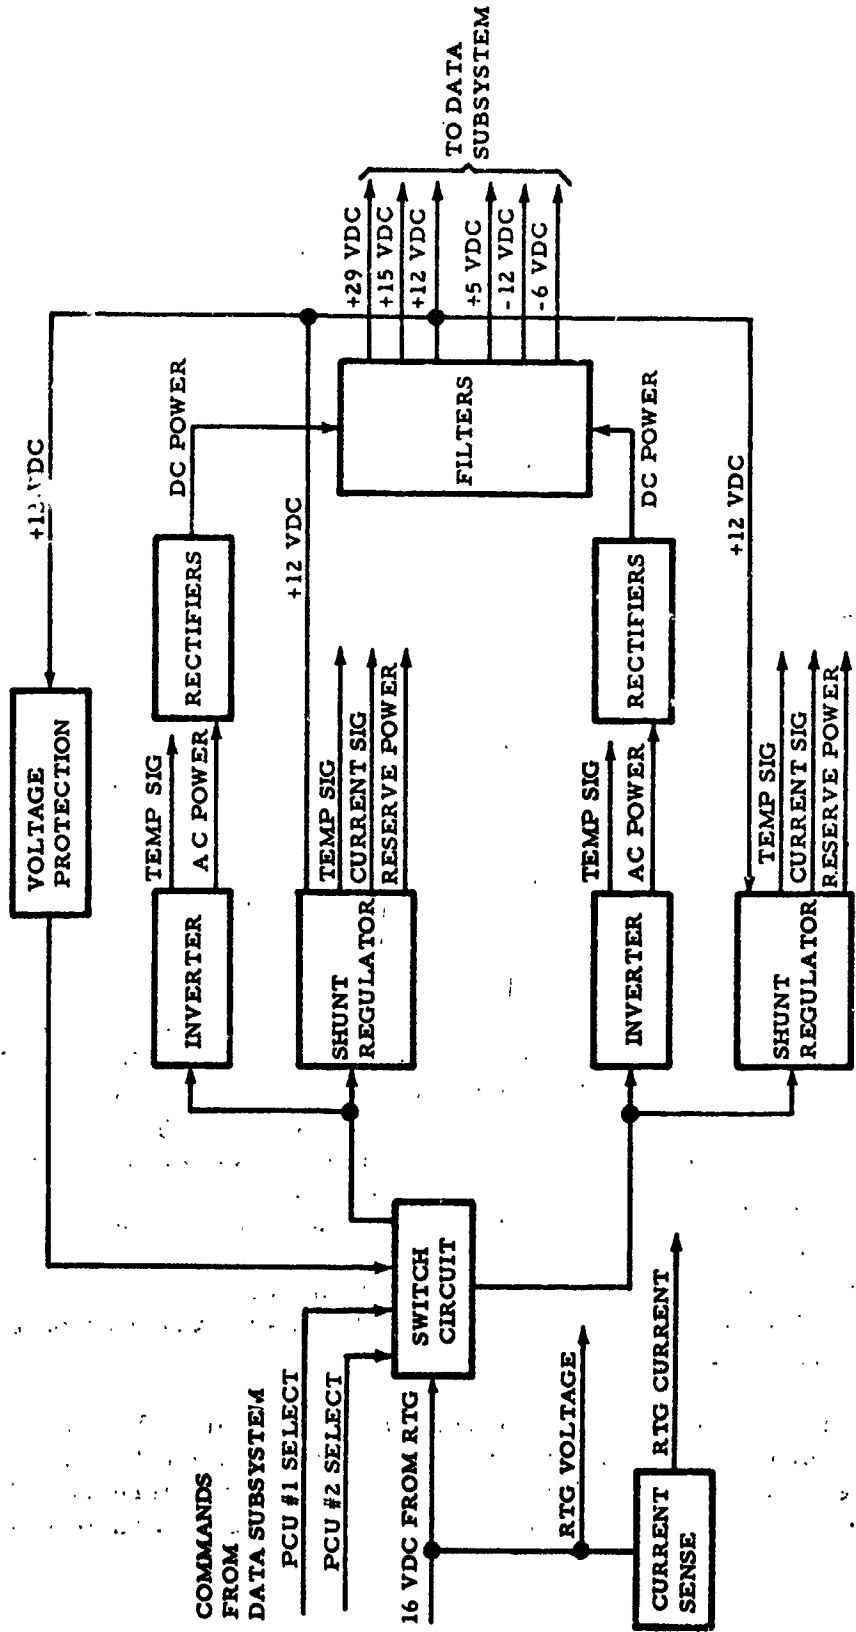 COMMANDS
FROM
DATA SUBSYSTEM
PCU #1 SELECT
PCU #2 SELECT
16 VDC FROM RTG
RTG VOLTAGE
CURRENT
SENSE
RTG CURRENT
SWITCH
CIRCUIT
VOLTAGE
PROTECTION
INVERTER
TEMP SIG
AC POWER
RECTIFIERS
DC POWER
SHUNT
REGULATOR
+12 VDC
TEMP SIG
CURRENT SIG
RESERVE POWER
INVERTER
TEMP SIG
AC POWER
RECTIFIERS
DC POWER
SHUNT
REGULATOR
+12 VDC
TEMP SIG
CURRENT SIG
RESERVE POWER
FILTERS
VDC
+29 VDC
+15 VDC
+12 VDC
+5 VDC
-12 VDC
-6 VDC
TO DATA
SUBSYSTEM